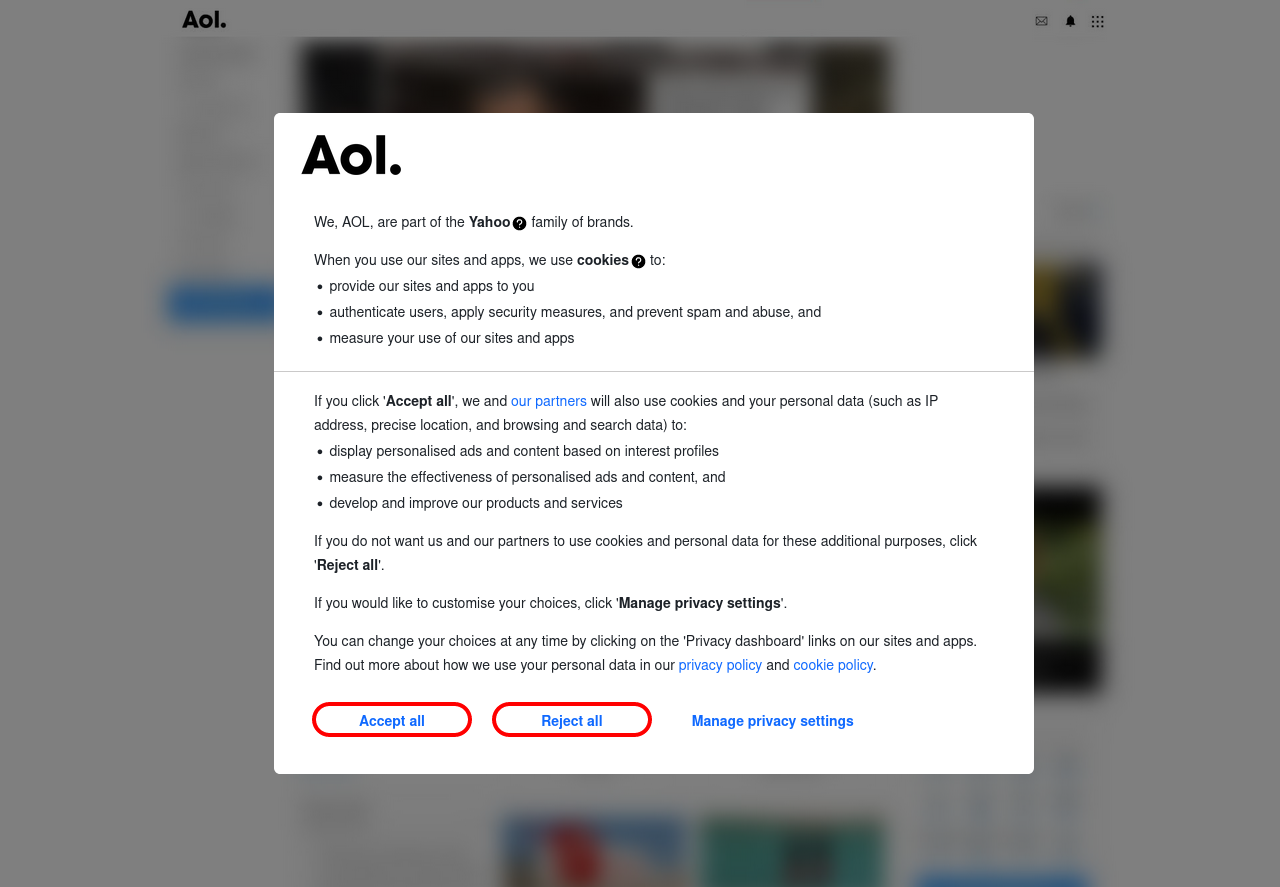 Aol.
Aol.
We, AOL, are part of the Yahoo? family of brands.
When you use our sites and apps, we use cookies? to:
• provide our sites and apps to you
• authenticate users, apply security measures, and prevent spam and abuse, and
• measure your use of our sites and apps
If you click 'Accept all', we and our partners will also use cookies and your personal data (such as IP
address, precise location, and browsing and search data) to:
• display personalised ads and content based on interest profiles
• measure the effectiveness of personalised ads and content, and
• develop and improve our products and services
If you do not want us and our partners to use cookies and personal data for these additional purposes, click
'Reject all'.
If you would like to customise your choices, click 'Manage privacy settings'.
You can change your choices at any time by clicking on the 'Privacy dashboard' links on our sites and apps.
Find out more about how we use your personal data in our privacy policy and cookie policy.
Accept all Reject all Manage privacy settings